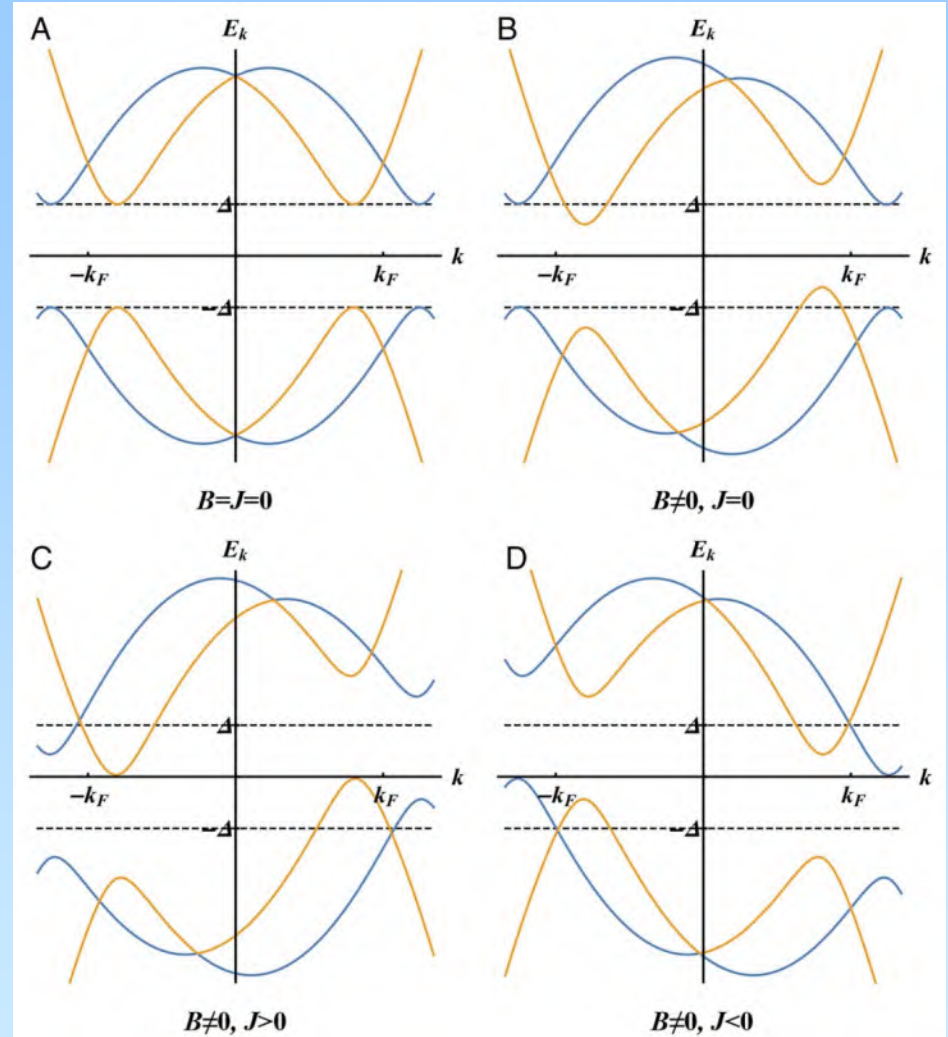 A
E_k
Δ
−k_F
k_F
k
−Δ
B=J=0
B
E_k
Δ
−k_F
k_F
k
−Δ
B≠0, J=0
C
E_k
Δ
−k_F
k_F
k
−Δ
B≠0, J>0
D
E_k
Δ
−k_F
k_F
k
−Δ
B≠0, J<0